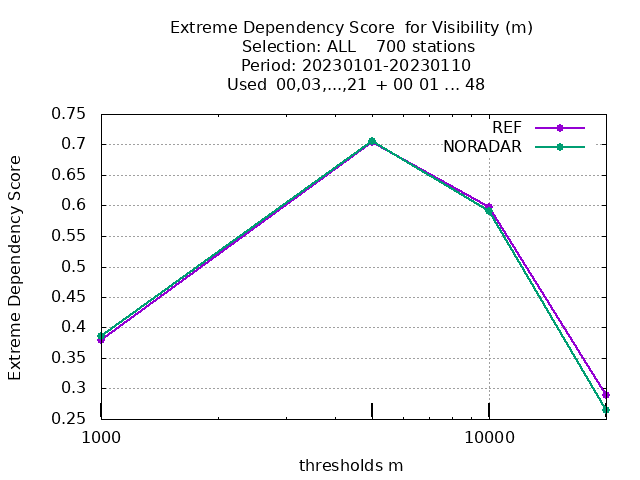 Extreme Dependency Score  for Visibility (m)
Selection: ALL    700 stations
Period: 20230101-20230110
Used  00,03,...,21  + 00 01 ... 48
0.75
0.7
0.65
0.6
0.55
0.5
0.45
0.4
0.35
0.3
0.25
Extreme Dependency Score
REF
NORADAR
1000
10000
thresholds m